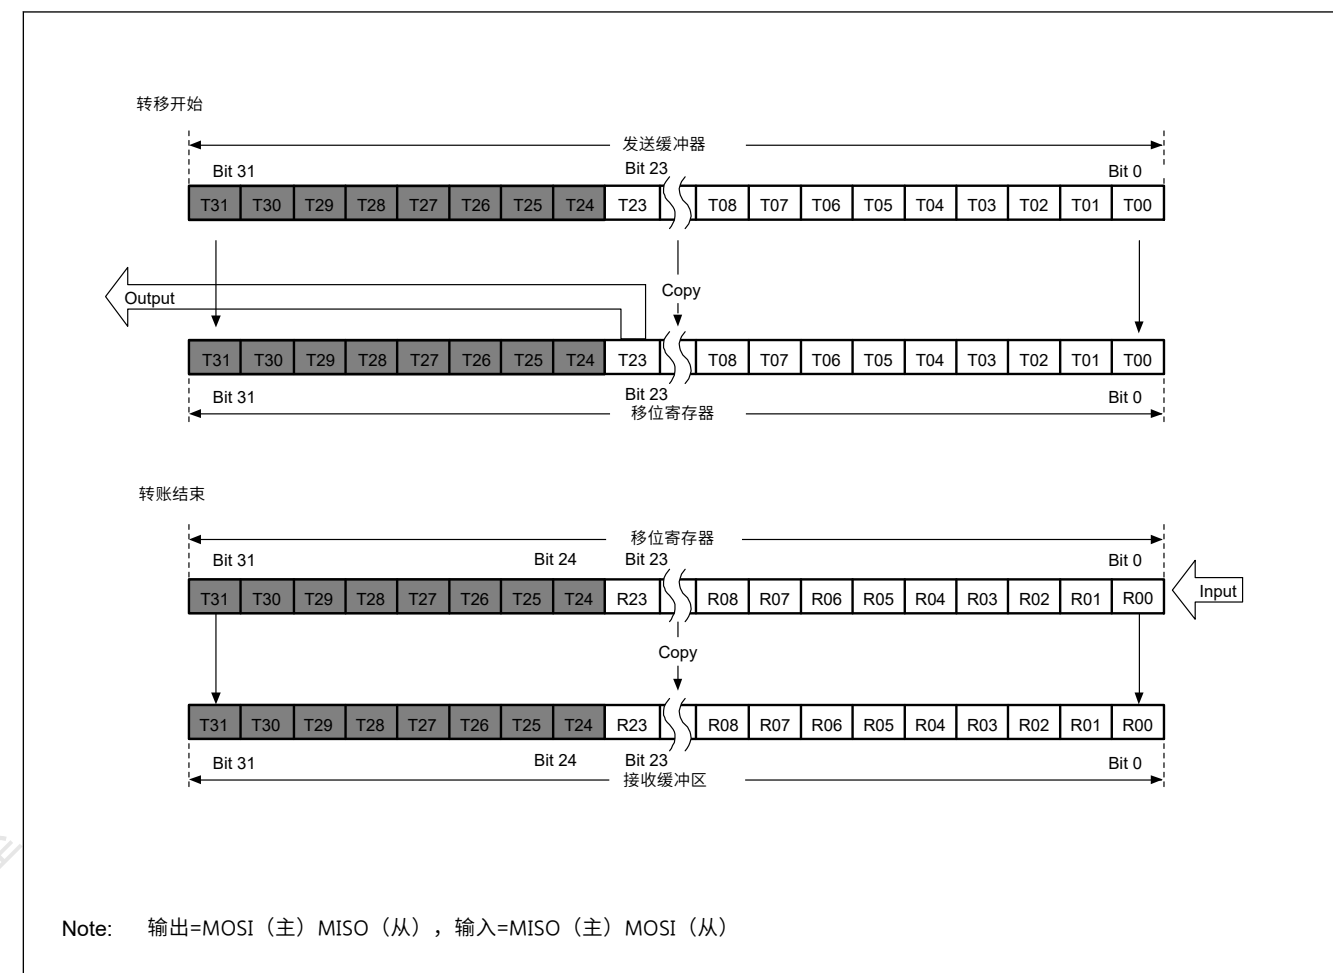 转移开始
发送缓冲器
Bit 31 Bit 23 Bit 0
T31 T30 T29 T28 T27 T26 T25 T24 T23 T08 T07 T06 T05 T04 T03 T02 T01 T00
Output Copy
T31 T30 T29 T28 T27 T26 T25 T24 T23 T08 T07 T06 T05 T04 T03 T02 T01 T00
Bit 31 Bit 23 Bit 0
移位寄存器
转账结束
移位寄存器
Bit 31 Bit 24 Bit 23 Bit 0
T31 T30 T29 T28 T27 T26 T25 T24 R23 R08 R07 R06 R05 R04 R03 R02 R01 R00 Input
Copy
T31 T30 T29 T28 T27 T26 T25 T24 R23 R08 R07 R06 R05 R04 R03 R02 R01 R00
Bit 31 Bit 24 Bit 23 Bit 0
接收缓冲区
Note: 输出=MOSI（主）MISO（从），输入=MISO（主）MOSI（从）